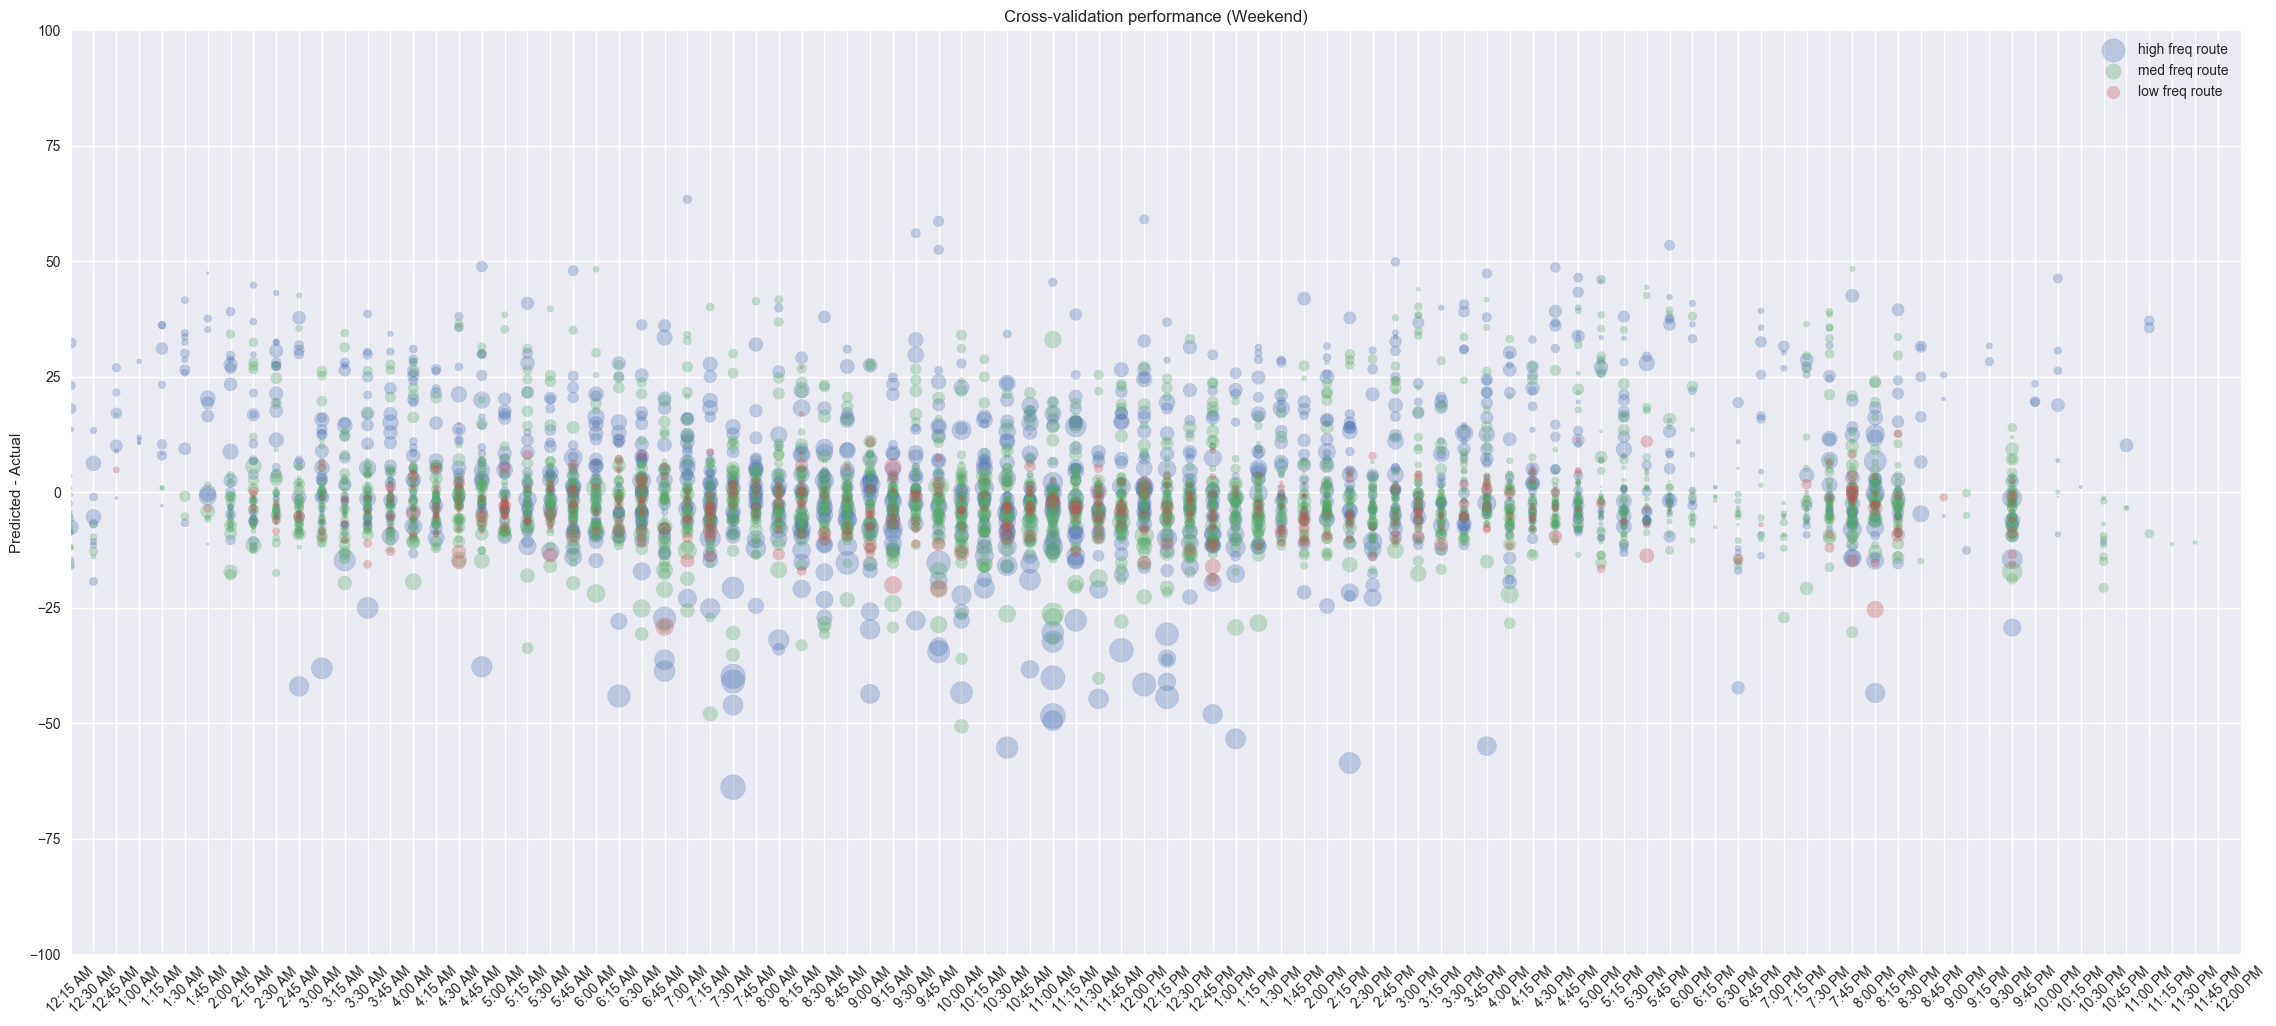 Cross-validation performance (Weekend)
100
75
50
25
0
−25
−50
−75
−100
Predicted - Actual
high freq route
med freq route
low freq route
12:15 AM
12:30 AM
12:45 AM
1:00 AM
1:15 AM
1:30 AM
1:45 AM
2:00 AM
2:15 AM
2:30 AM
2:45 AM
3:00 AM
3:15 AM
3:30 AM
3:45 AM
4:00 AM
4:15 AM
4:30 AM
4:45 AM
5:00 AM
5:15 AM
5:30 AM
5:45 AM
6:00 AM
6:15 AM
6:30 AM
6:45 AM
7:00 AM
7:15 AM
7:30 AM
7:45 AM
8:00 AM
8:15 AM
8:30 AM
8:45 AM
9:00 AM
9:15 AM
9:30 AM
9:45 AM
10:00 AM
10:15 AM
10:30 AM
10:45 AM
11:00 AM
11:15 AM
11:30 AM
11:45 AM
12:00 PM
12:15 PM
12:30 PM
12:45 PM
1:00 PM
1:15 PM
1:30 PM
1:45 PM
2:00 PM
2:15 PM
2:30 PM
2:45 PM
3:00 PM
3:15 PM
3:30 PM
3:45 PM
4:00 PM
4:15 PM
4:30 PM
4:45 PM
5:00 PM
5:15 PM
5:30 PM
5:45 PM
6:00 PM
6:15 PM
6:30 PM
6:45 PM
7:00 PM
7:15 PM
7:30 PM
7:45 PM
8:00 PM
8:15 PM
8:30 PM
8:45 PM
9:00 PM
9:15 PM
9:30 PM
9:45 PM
10:00 PM
10:15 PM
10:30 PM
10:45 PM
11:00 PM
11:15 PM
11:30 PM
11:45 PM
12:00 PM